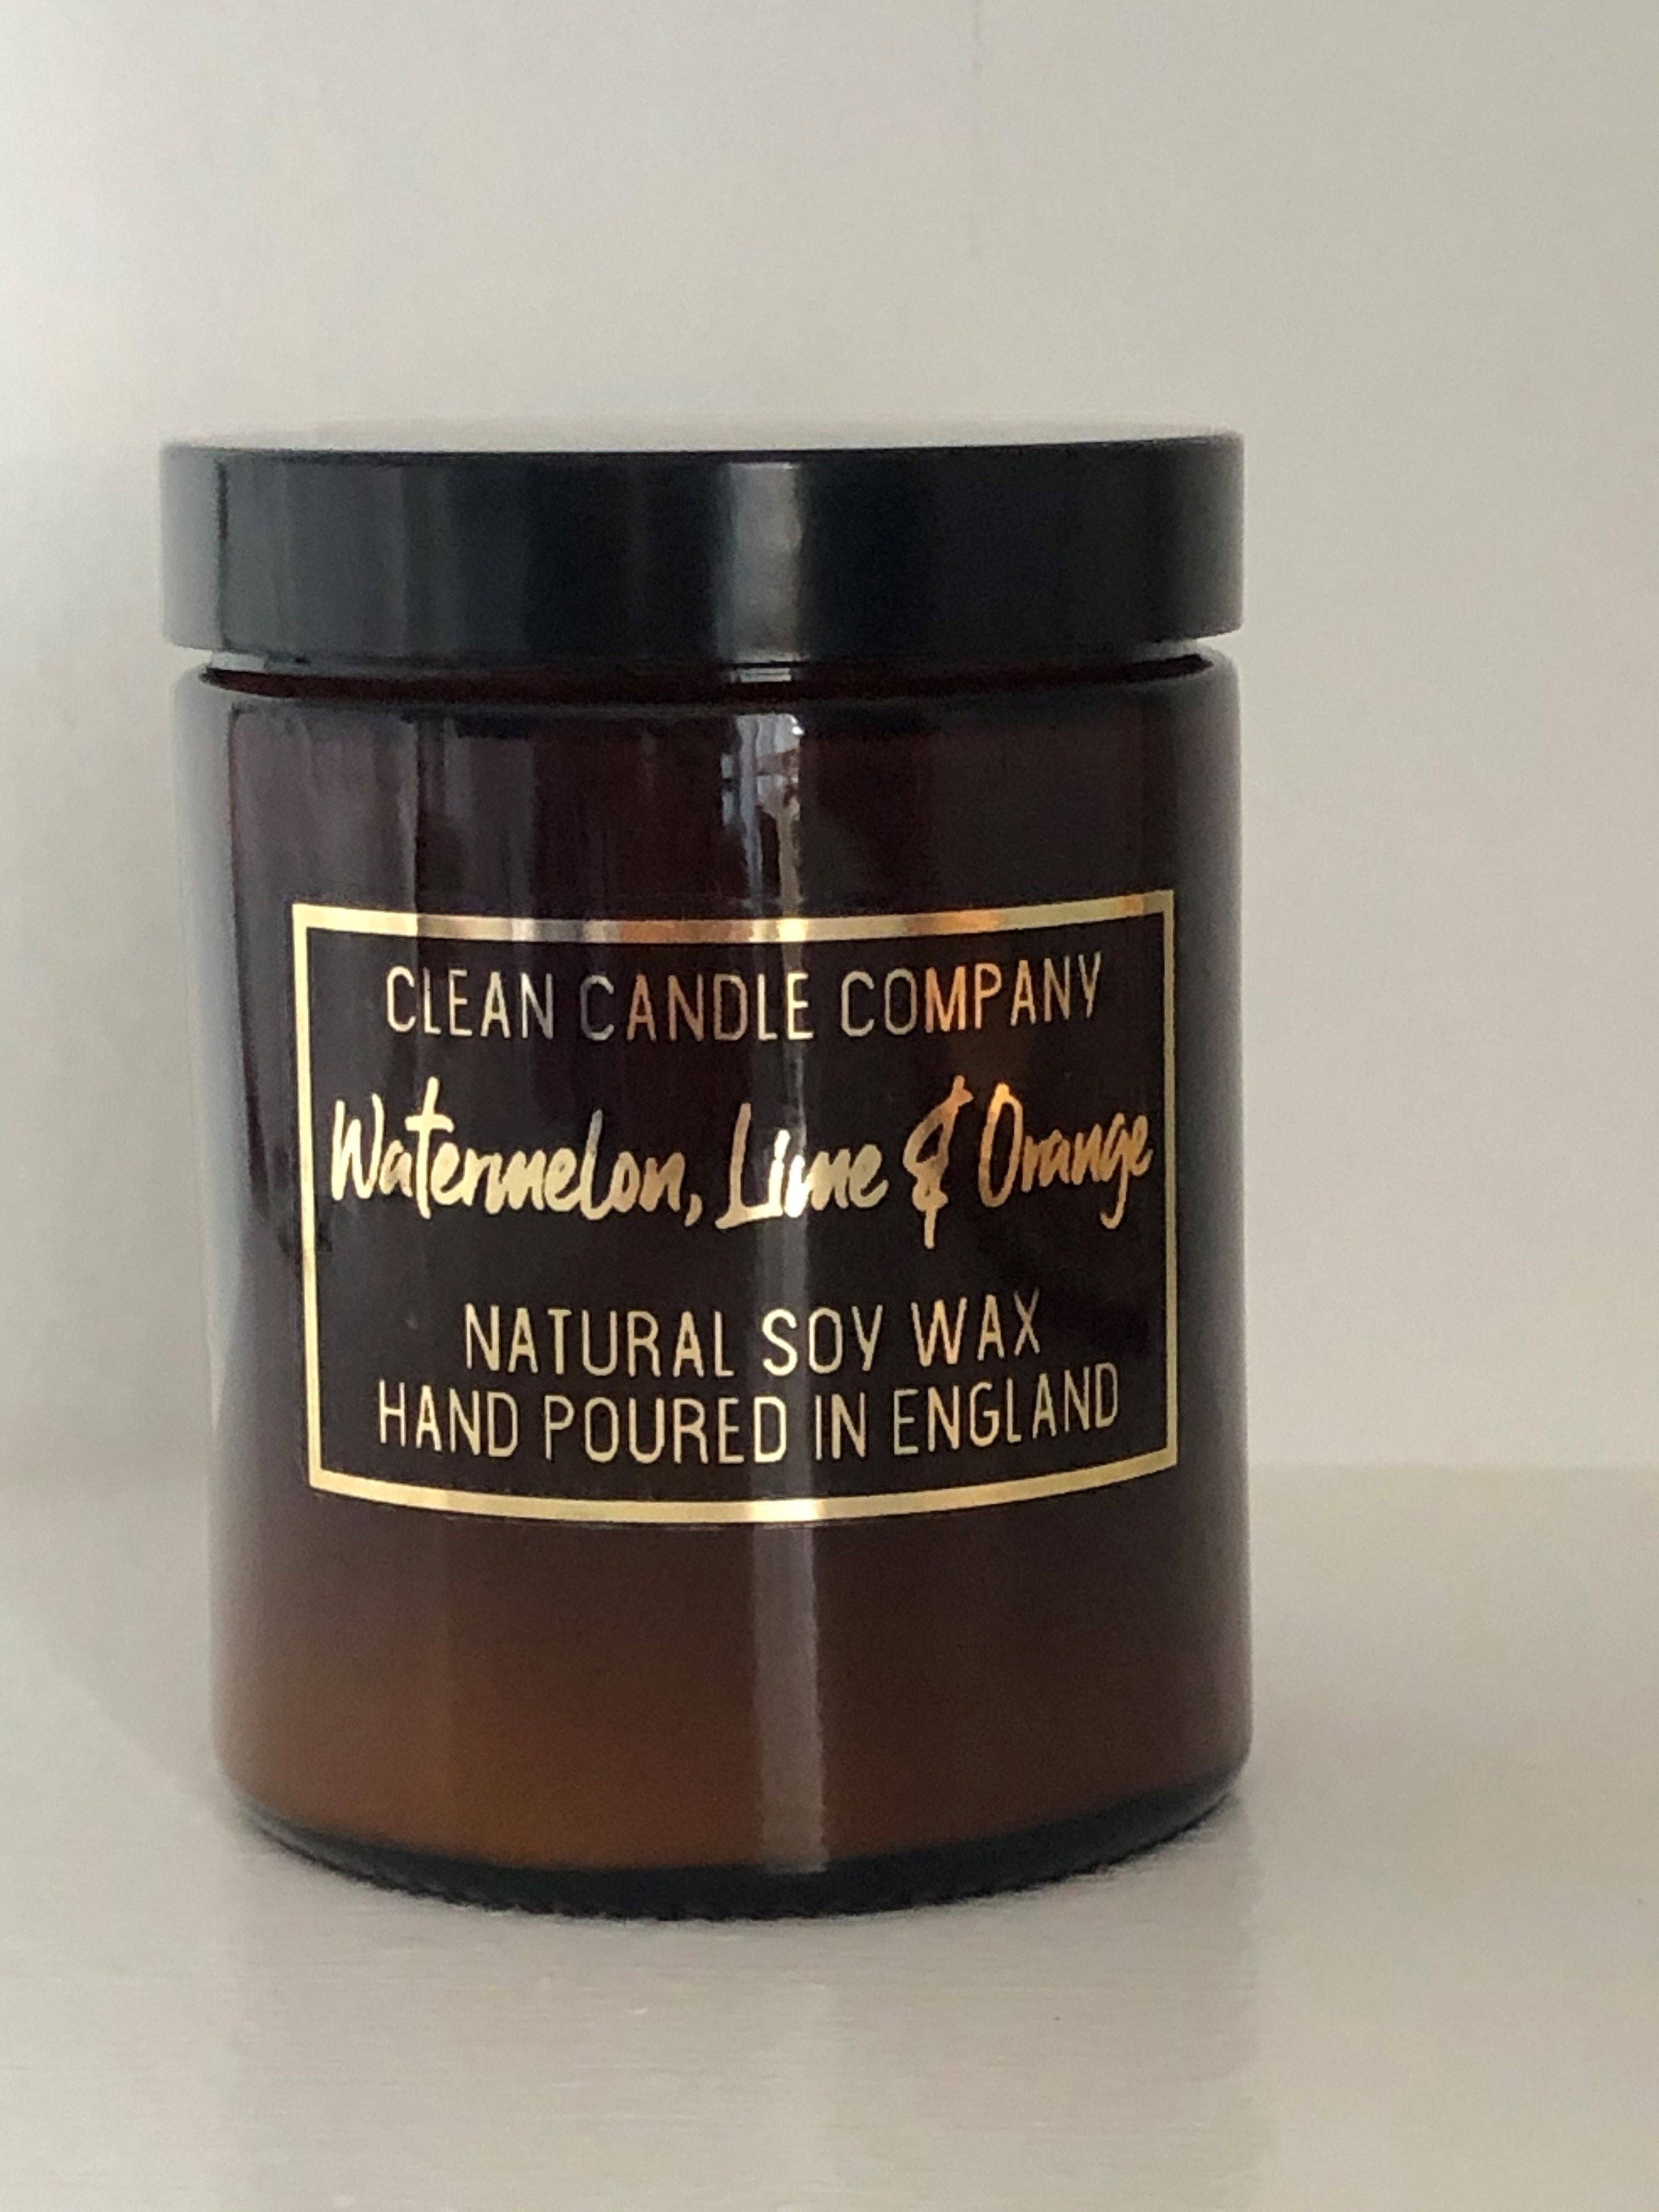 CLEAN CANDLE COMPANY
Watermelon, Lime & Orange
NATURAL SOY WAX
HAND POURED IN ENGLAND